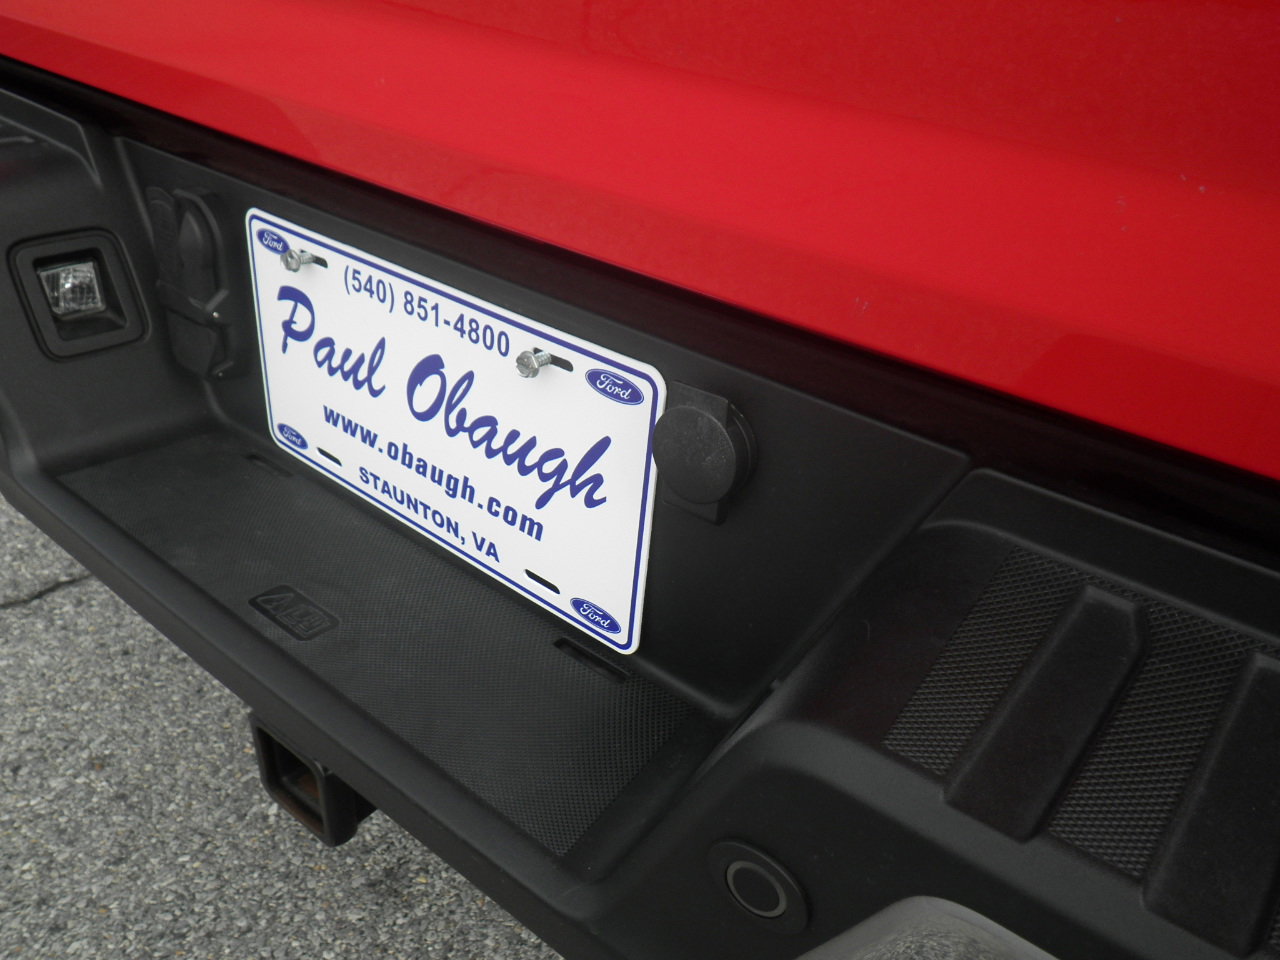 Ford
(540) 851-4800
Ford
Paul Obaugh
www.obaugh.com
Ford
STAUNTON, VA
Ford